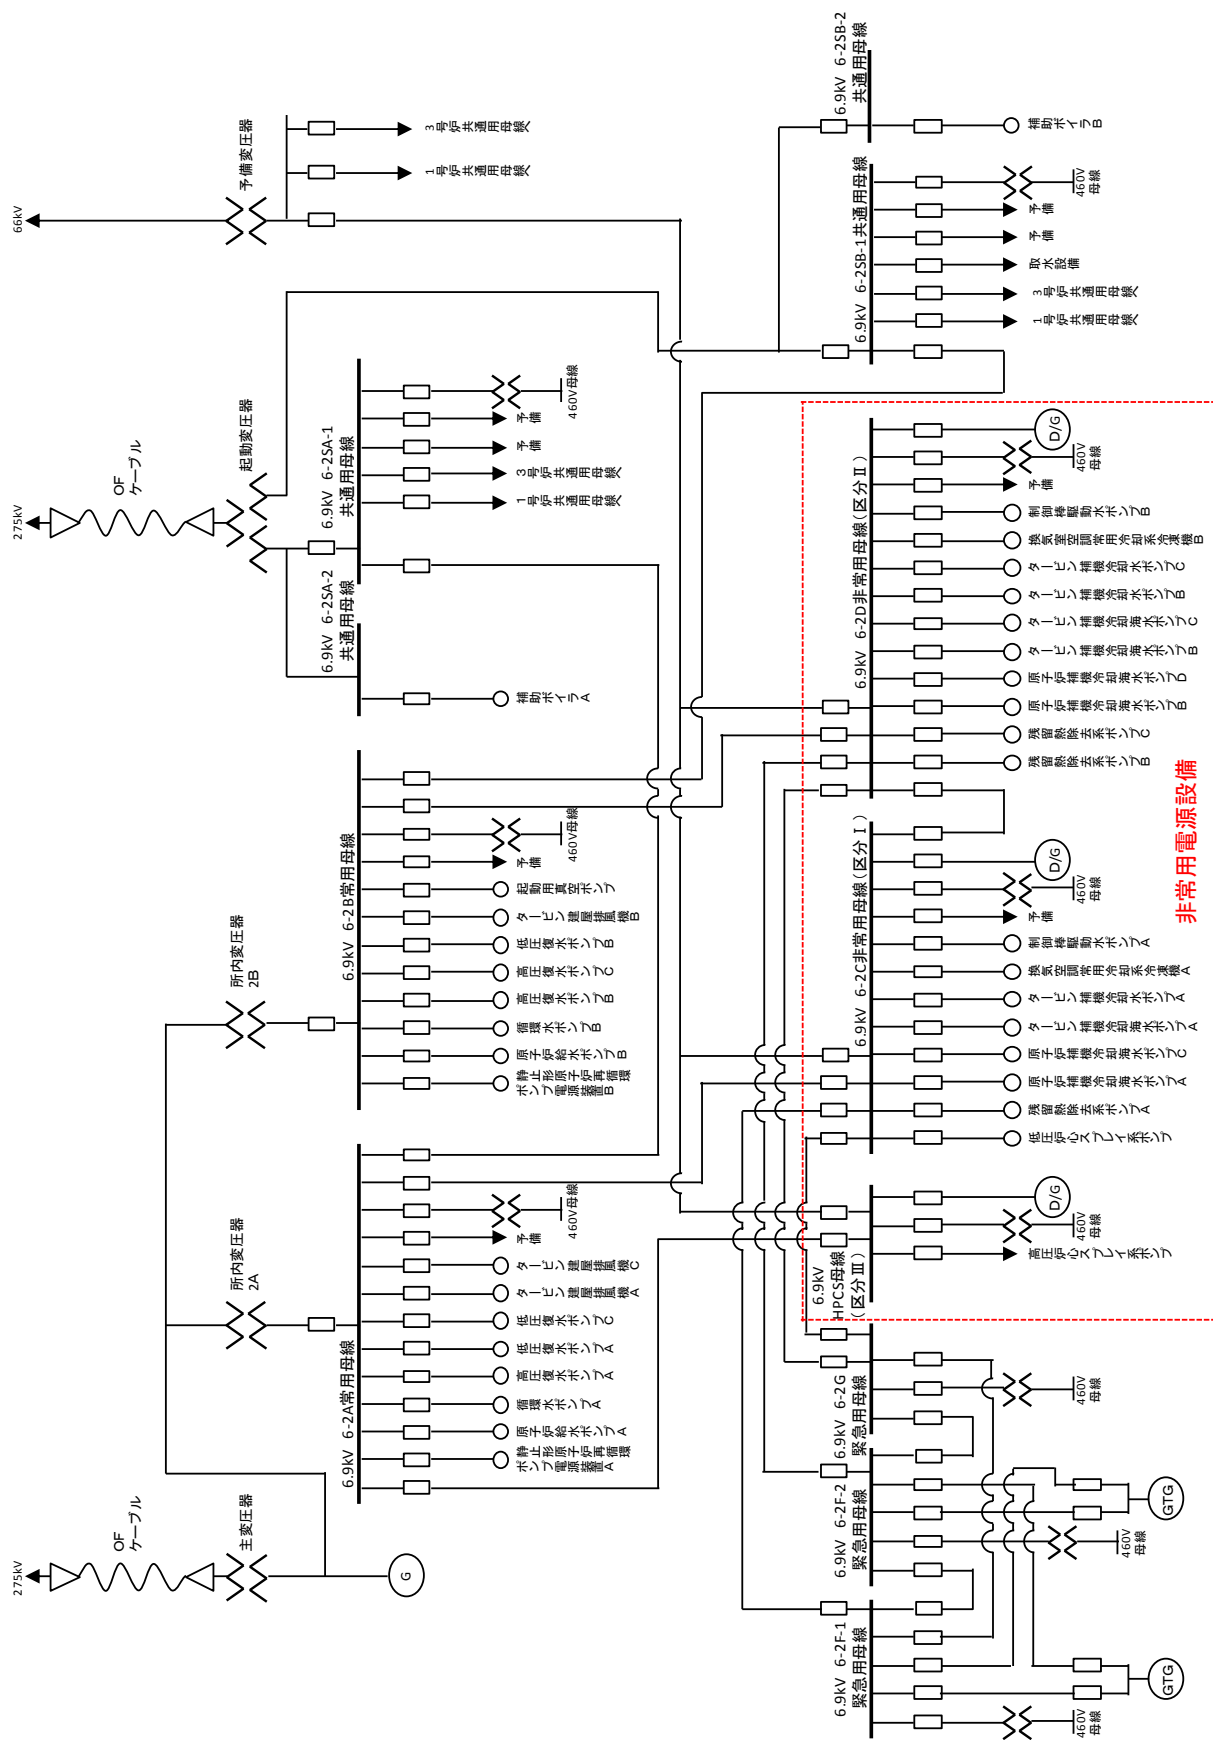 275kV
OF
ケーブル
主変圧器
G
所内変圧器
2A
所内変圧器
2B
275kV
OF
ケーブル
起動変圧器
66kV
予備変圧器
1号炉共通用母線へ
3号炉共通用母線へ
6.9kV 6-2A常用母線
静止形原子炉再循環
ポンプ電源装置A
原子炉給水ポンプA
循環水ポンプA
高圧復水ポンプA
低圧復水ポンプA
低圧復水ポンプC
タービン建屋排風機A
タービン建屋排風機C
予備
460V母線
6.9kV 6-2B常用母線
静止形原子炉再循環
ポンプ電源装置B
原子炉給水ポンプB
循環水ポンプB
高圧復水ポンプB
高圧復水ポンプC
低圧復水ポンプB
タービン建屋排風機B
起動用真空ポンプ
予備
460V母線
6.9kV 6-2SA-2
共通用母線
補助ボイラA
6.9kV 6-2SA-1
共通用母線
1号炉共通用母線へ
3号炉共通用母線へ
予備
予備
460V母線
6.9kV 6-2F-1
緊急用母線
460V
母線
GTG
6.9kV 6-2F-2
緊急用母線
460V
母線
GTG
6.9kV 6-2G
緊急用母線
460V
母線
6.9kV
HPCS母線
(区分Ⅲ)
高圧炉心スプレイ系ポンプ
460V
母線
D/G
6.9kV 6-2C非常用母線(区分Ⅰ)
低圧炉心スプレイ系ポンプ
残留熱除去系ポンプA
原子炉補機冷却海水ポンプA
原子炉補機冷却海水ポンプC
タービン補機冷却海水ポンプA
タービン補機冷却水ポンプA
換気空調常用冷却系冷凍機A
制御棒駆動水ポンプA
予備
460V
母線
D/G
6.9kV 6-2D非常用母線(区分Ⅱ)
残留熱除去系ポンプB
残留熱除去系ポンプC
原子炉補機冷却海水ポンプB
原子炉補機冷却海水ポンプD
タービン補機冷却海水ポンプB
タービン補機冷却海水ポンプC
タービン補機冷却水ポンプB
タービン補機冷却水ポンプC
換気室空調常用冷却系冷凍機B
制御棒駆動水ポンプB
予備
460V
母線
D/G
6.9kV 6-2SB-1共通用母線
1号炉共通用母線へ
3号炉共通用母線へ
取水設備
予備
予備
460V
母線
6.9kV 6-2SB-2
共通用母線
補助ボイラB
非常用電源設備